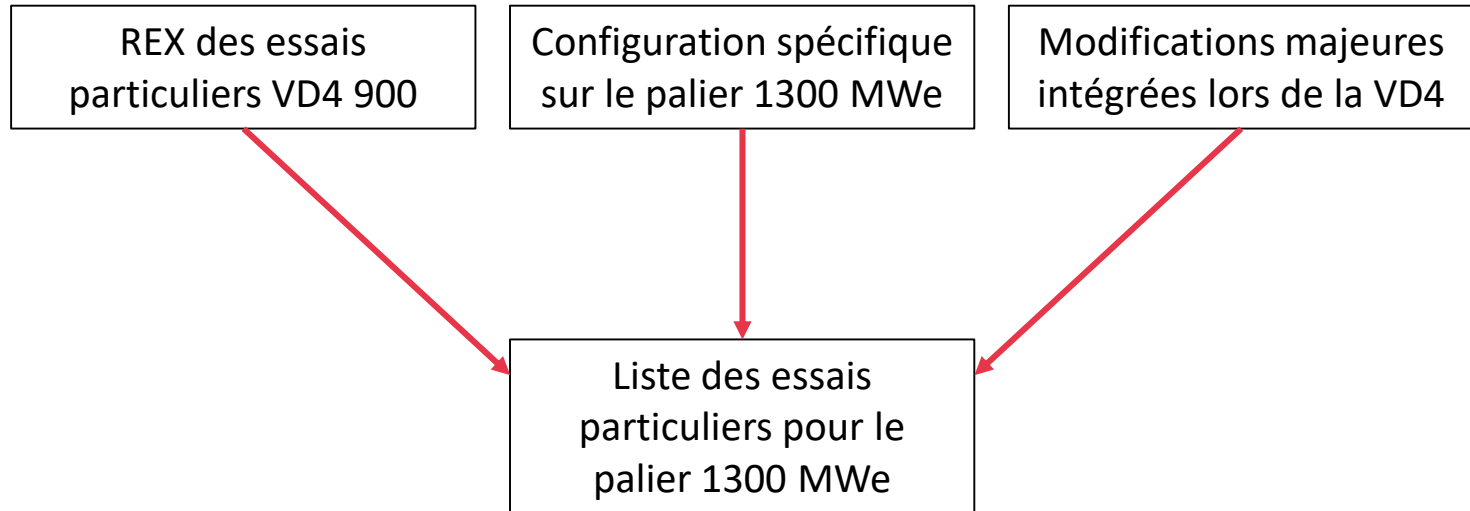 REX des essais
particuliers VD4 900
Configuration spécifique
sur le palier 1300 MWe
Modifications majeures
intégrées lors de la VD4
Liste des essais
particuliers pour le
palier 1300 MWe